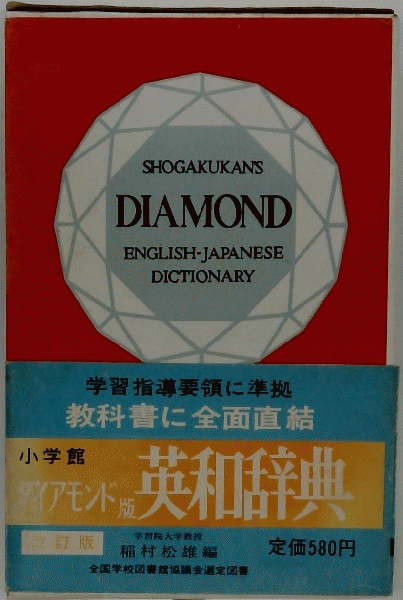 SHOGAKUKAN'S
DIAMOND
ENGLISH-JAPANESE
DICTIONARY
学習指導要領に準拠
教科書に全面直結
小学館
ダイアモンド版
英和辞典
改訂版
学習院大学教授
稲村松雄編
定価580円
全国学校図書館協議会選定図書